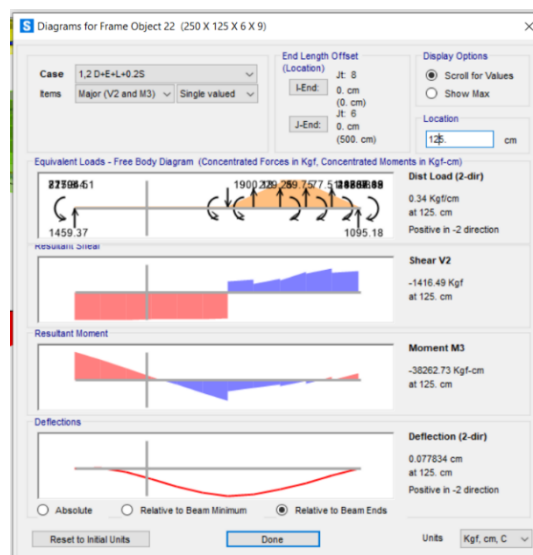 S Diagrams for Frame Object 22 (250 X 125 X 6 X 9)
Case 1,2 D+E+L+0.2S
Items Major (V2 and M3) Single valued
End Length Offset
(Location)
I-End: Jt: 8
0. cm
(0. cm)
J-End: Jt: 6
0. cm
(500. cm)
Display Options
Scroll for Values
Show Max
Location
125. cm
Equivalent Loads - Free Body Diagram (Concentrated Forces in Kgf, Concentrated Moments in Kgf-cm)
1459.37
1095.18
Dist Load (2-dir)
0.34 Kgf/cm
at 125. cm
Positive in -2 direction
Resultant Shear
Shear V2
-1416.49 Kgf
at 125. cm
Resultant Moment
Moment M3
-38262.73 Kgf-cm
at 125. cm
Deflections
Deflection (2-dir)
0.077834 cm
at 125. cm
Positive in -2 direction
Absolute Relative to Beam Minimum Relative to Beam Ends
Reset to Initial Units Done Units Kgf, cm, C